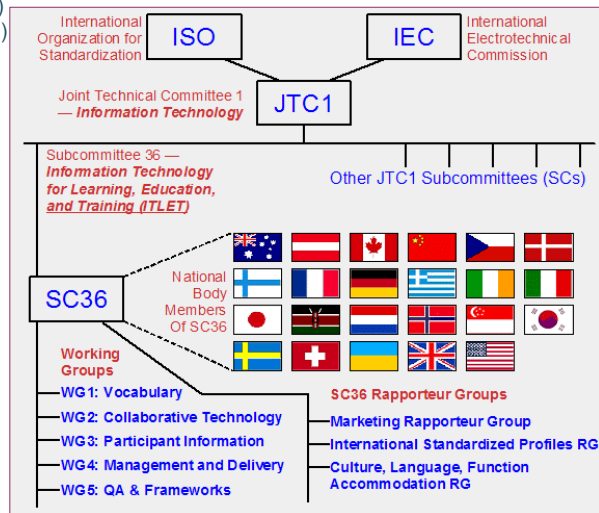 )
)
International
Organization for
Standardization
ISO
IEC
International
Electrotechnical
Commission
Joint Technical Committee 1
— Information Technology
JTC1
Subcommittee 36 —
Information Technology
for Learning, Education,
and Training (ITLET)
Other JTC1 Subcommittees (SCs)
SC36
National
Body
Members
Of SC36
Working
Groups
WG1: Vocabulary
WG2: Collaborative Technology
WG3: Participant Information
WG4: Management and Delivery
WG5: QA & Frameworks
SC36 Rapporteur Groups
Marketing Rapporteur Group
International Standardized Profiles RG
Culture, Language, Function
Accommodation RG